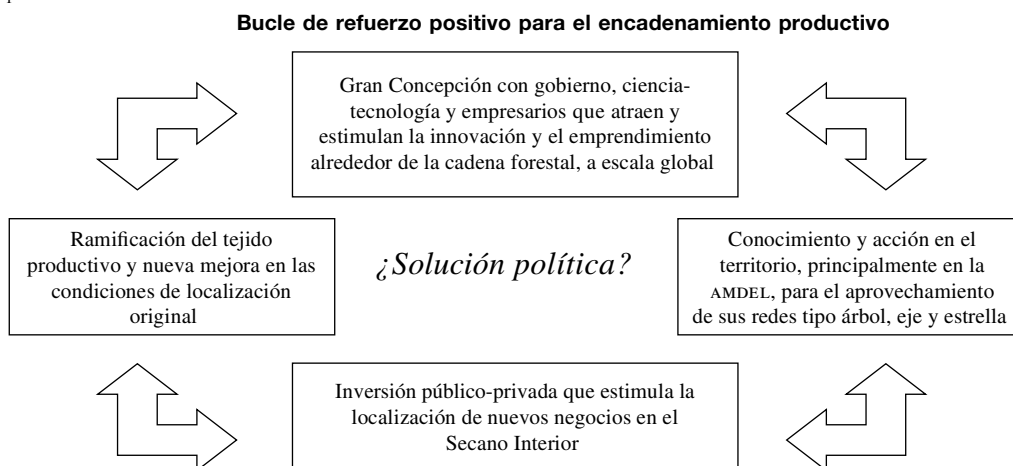 Bucle de refuerzo positivo para el encadenamiento productivo
Gran Concepción con gobierno, ciencia-
tecnología y empresarios que atraen y
estimulan la innovación y el emprendimiento
alrededor de la cadena forestal, a escala global
Ramificación del tejido
productivo y nueva mejora en las
condiciones de localización
original
¿Solución política?
Conocimiento y acción en el
territorio, principalmente en la
AMDEL, para el aprovechamiento
de sus redes tipo árbol, eje y estrella
Inversión público-privada que estimula la
localización de nuevos negocios en el
Secano Interior